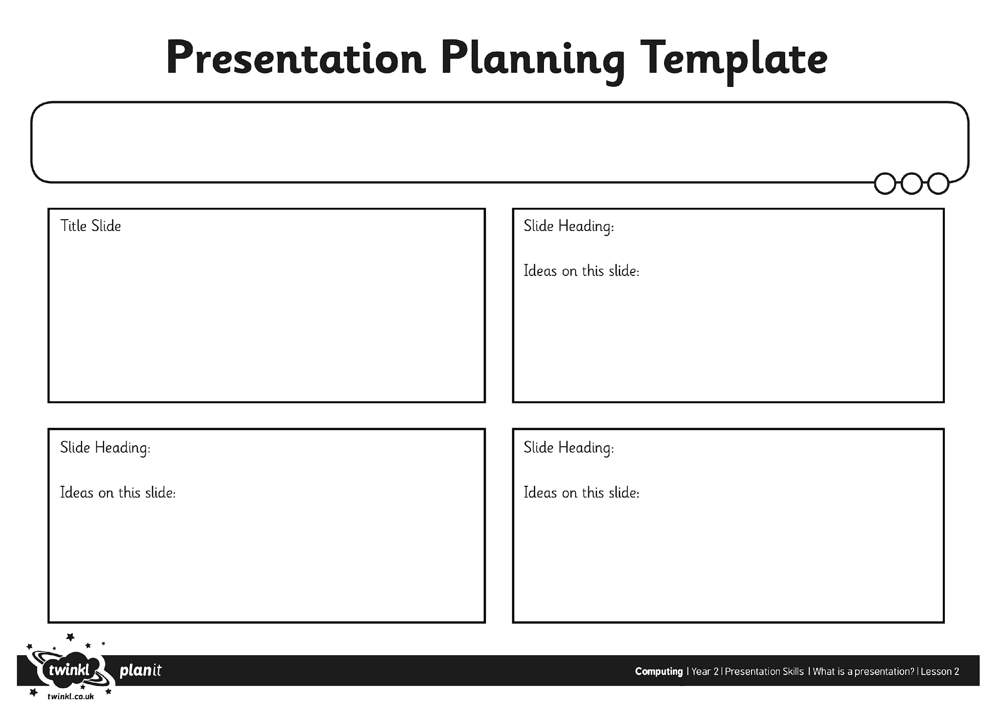 Presentation Planning Template
Title Slide
Slide Heading:
Ideas on this slide:
Slide Heading:
Ideas on this slide:
Slide Heading:
Ideas on this slide:
twinkl
planit
twinkl.co.uk
Computing | Year 2 | Presentation Skills | What is a presentation? | Lesson 2